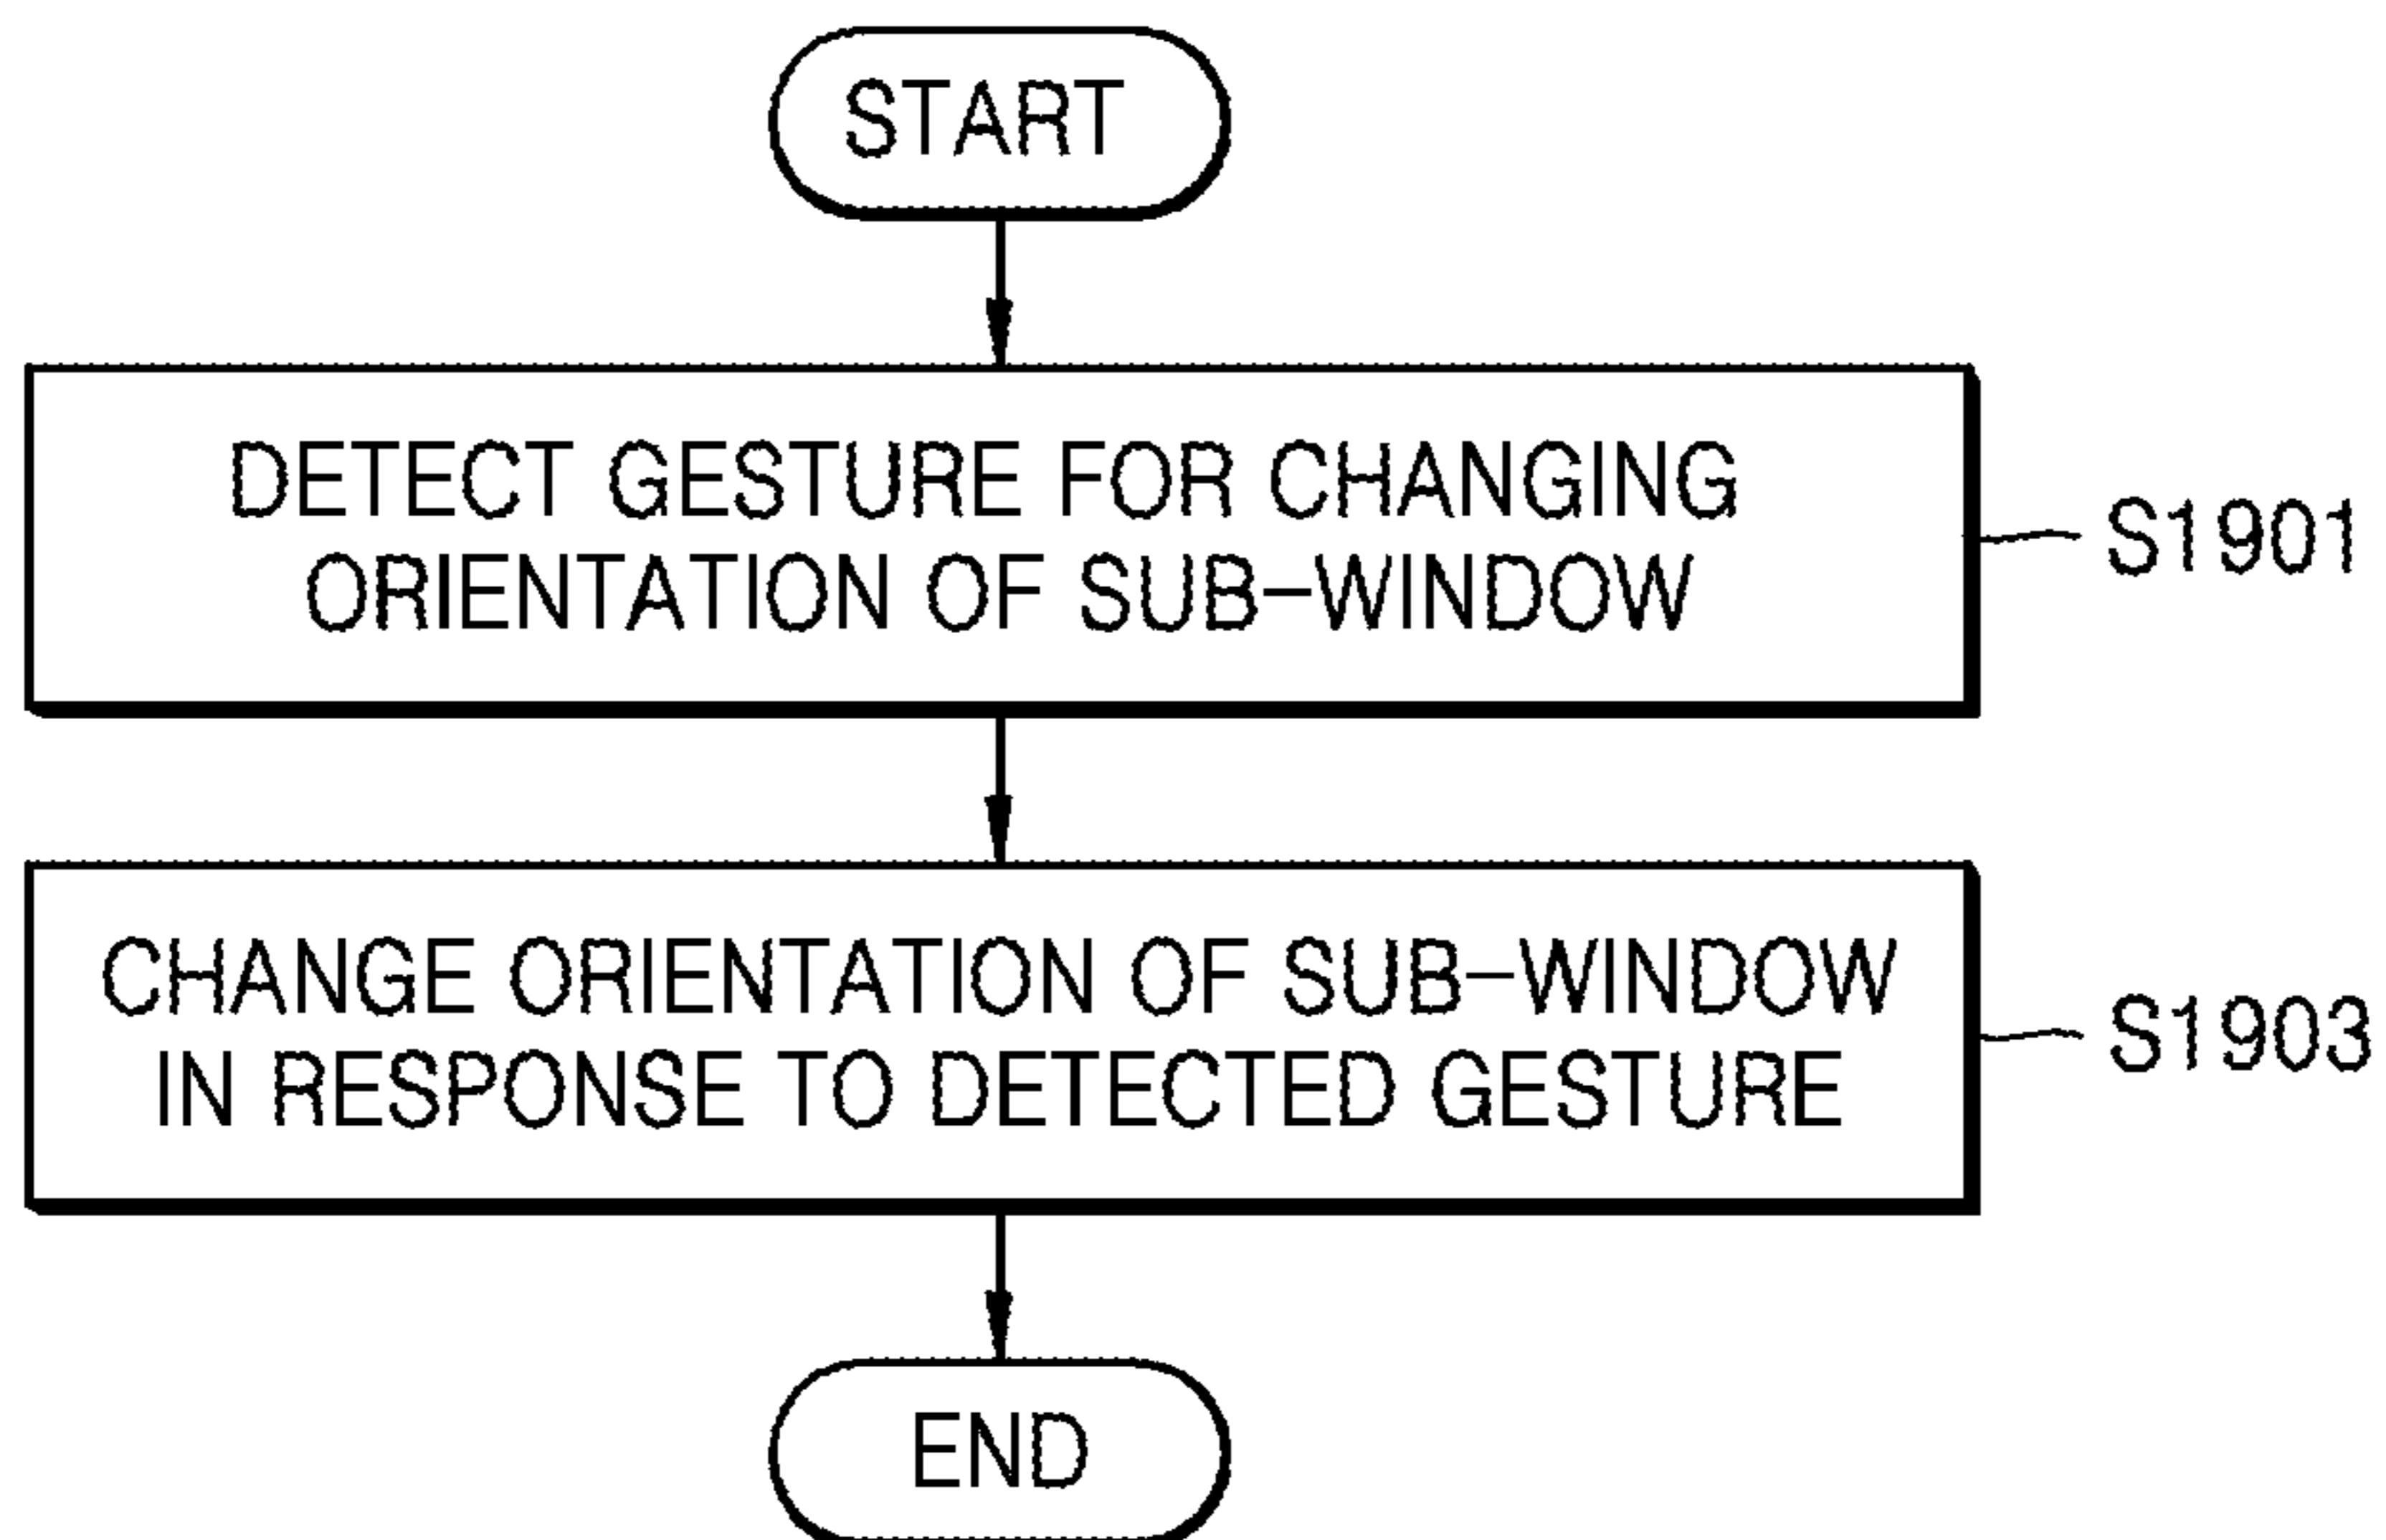 START
DETECT GESTURE FOR CHANGING
ORIENTATION OF SUB-WINDOW
S1901
CHANGE ORIENTATION OF SUB-WINDOW
IN RESPONSE TO DETECTED GESTURE
S1903
END